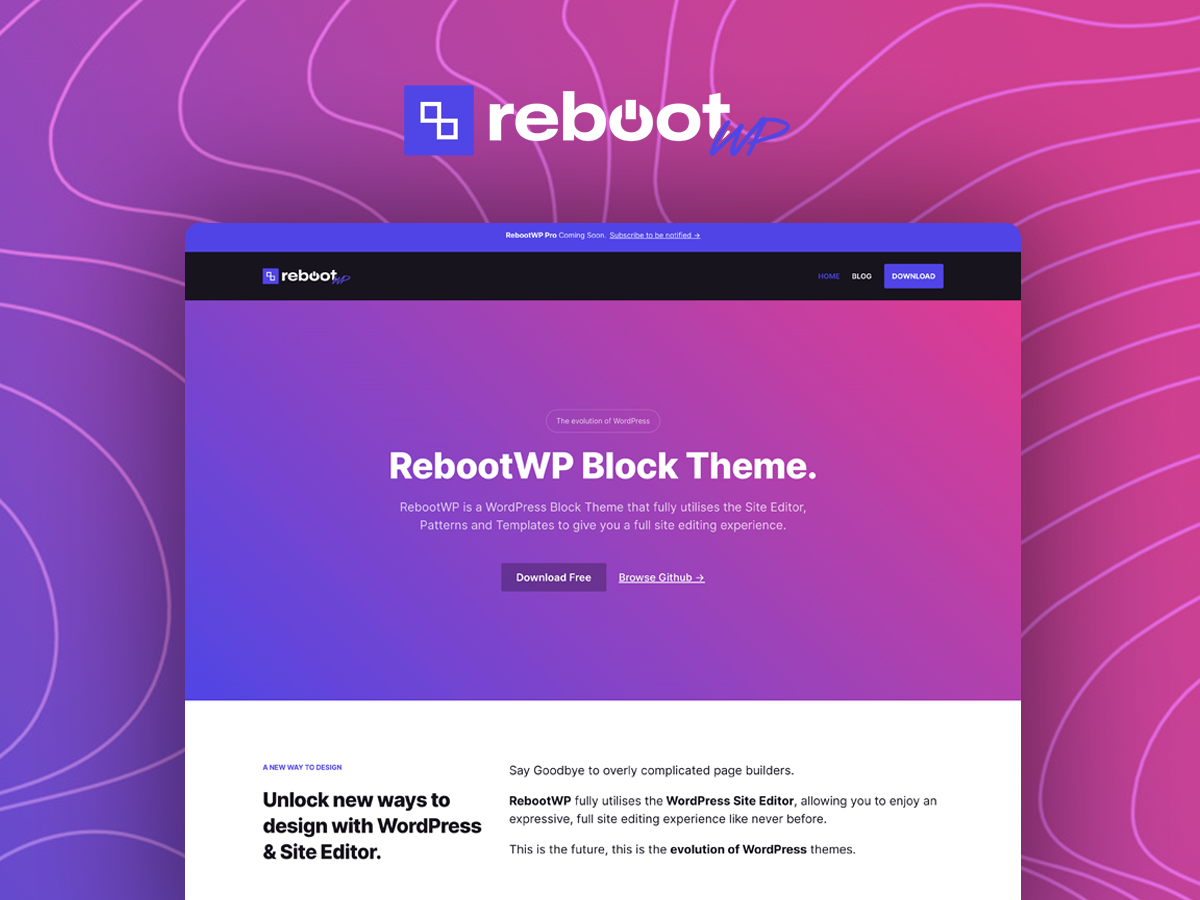 reboot WP
RebootWP Pro Coming Soon. Subscribe to be notified →
reboot WP
HOME BLOG DOWNLOAD
The evolution of WordPress
RebootWP Block Theme.
RebootWP is a WordPress Block Theme that fully utilises the Site Editor,
Patterns and Templates to give you a full site editing experience.
Download Free Browse Github →
A NEW WAY TO DESIGN
Unlock new ways to
design with WordPress
& Site Editor.
Say Goodbye to overly complicated page builders.
RebootWP fully utilises the WordPress Site Editor, allowing you to enjoy an
expressive, full site editing experience like never before.
This is the future, this is the evolution of WordPress themes.